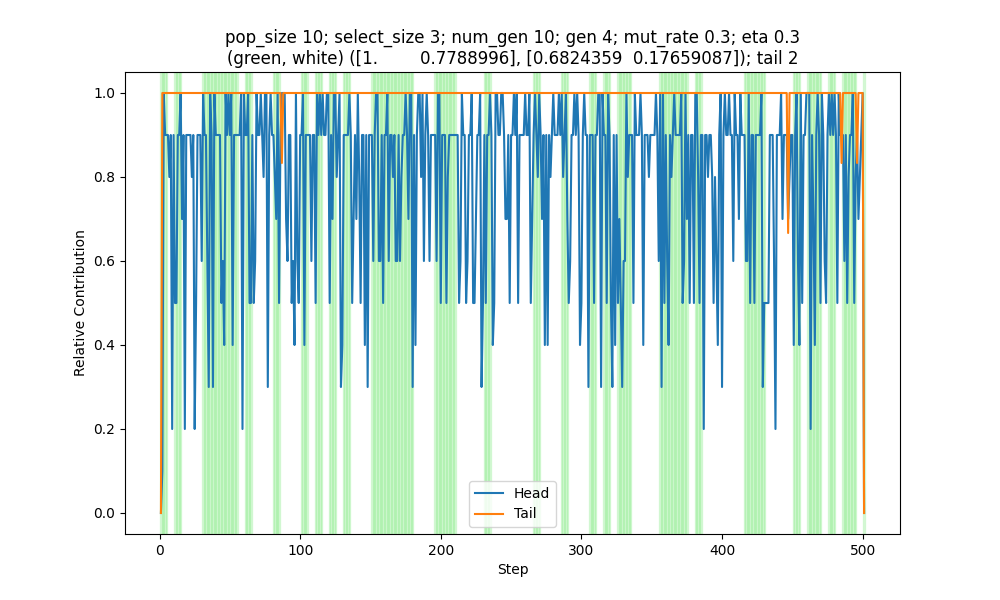 pop_size 10; select_size 3; num_gen 10; gen 4; mut_rate 0.3; eta 0.3
(green, white) ([1.        0.7788996], [0.6824359  0.17659087]); tail 2
Relative Contribution
1.0
0.8
0.6
0.4
0.2
0.0
Head
Tail
0
100
200
300
400
500
Step